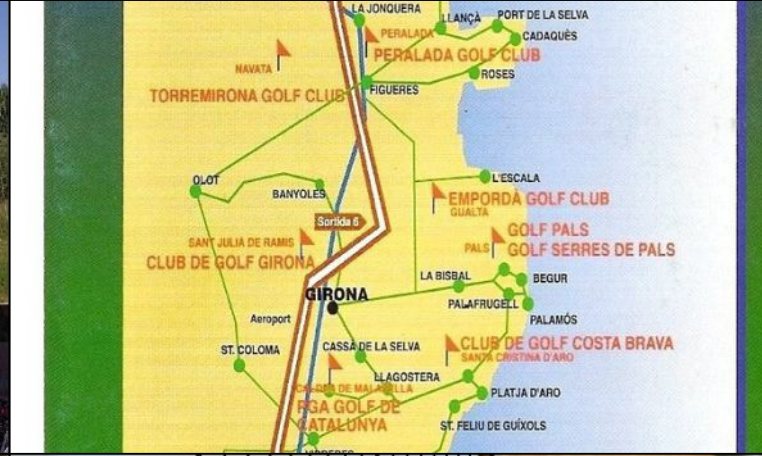 LA JONQUERA
LLANÇÀ
PORT DE LA SELVA
CADAQUÈS
PERALADA
PERALADA GOLF CLUB
NAVATA
ROSES
TORREMIRONA GOLF CLUB
FIGUERES
OLOT
BANYOLES
L'ESCALA
EMPORDÀ GOLF CLUB
GUALTA
Sortida 6
GOLF PALS
PALS
GOLF SERRES DE PALS
SANT JULIÀ DE RAMIS
CLUB DE GOLF GIRONA
LA BISBAL
BEGUR
GIRONA
PALAFRUGELL
PALAMÓS
Aeroport
ST. COLOMA
CASSÀ DE LA SELVA
CLUB DE GOLF COSTA BRAVA
SANTA CRISTINA D'ARO
LLAGOSTERA
CALDES DE MALAVELLA
PLATJA D'ARO
PGA GOLF DE
CATALUNYA
ST. FELIU DE GUÍXOLS